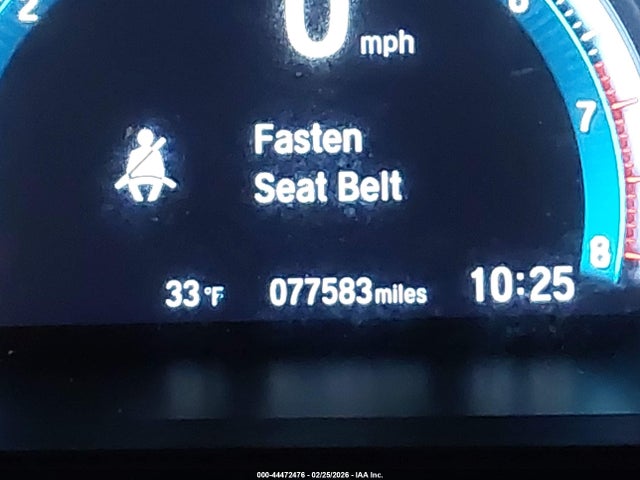 2
6
0 mph
Fasten
7
Seat Belt
8
33°F 077583 miles 10:25
000-44472476 - 02/25/2026 - IAA Inc.